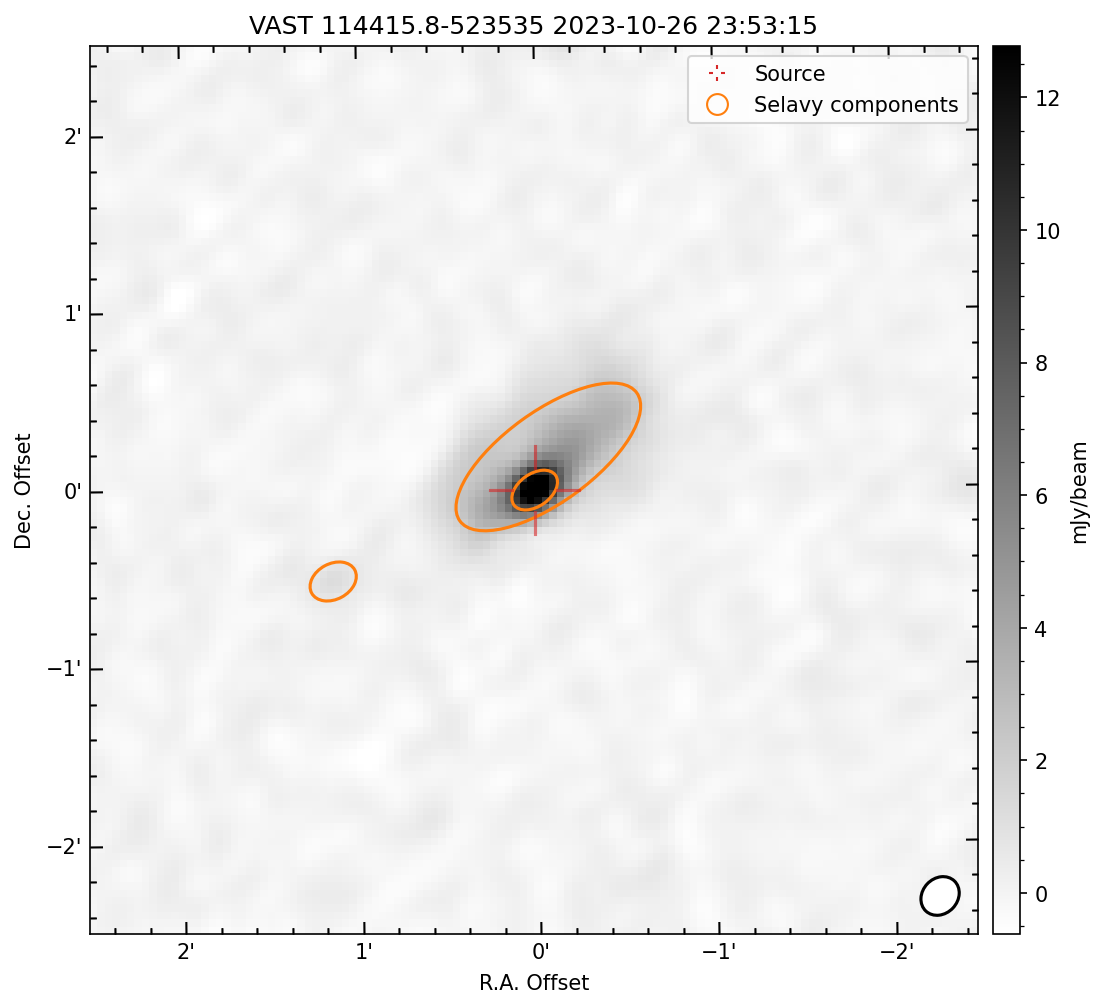 VAST 114415.8-523535 2023-10-26 23:53:15
Source
Selavy components
12
10
8
6
4
2
0
mJy/beam
2'
1'
0'
−1'
−2'
Dec. Offset
2'
1'
0'
−1'
−2'
R.A. Offset